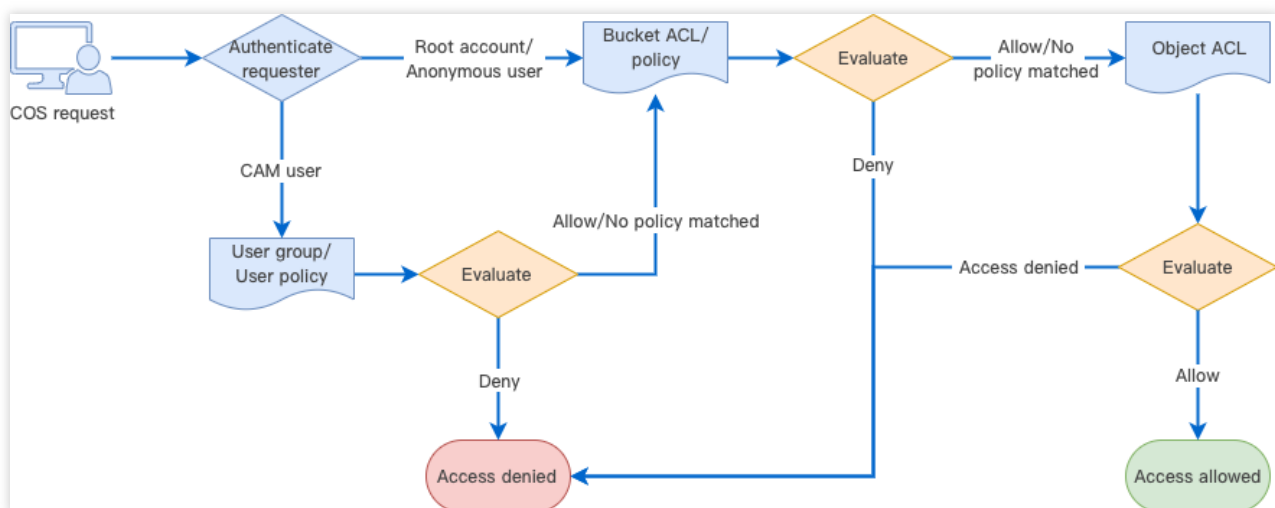 COS request
Authenticate
requester
Root account/
Anonymous user
Bucket ACL/
policy
Evaluate
Allow/No
policy matched
Object ACL
CAM user
Deny
User group/
User policy
Evaluate
Allow/No policy matched
Access denied
Evaluate
Deny
Allow
Access denied
Access allowed